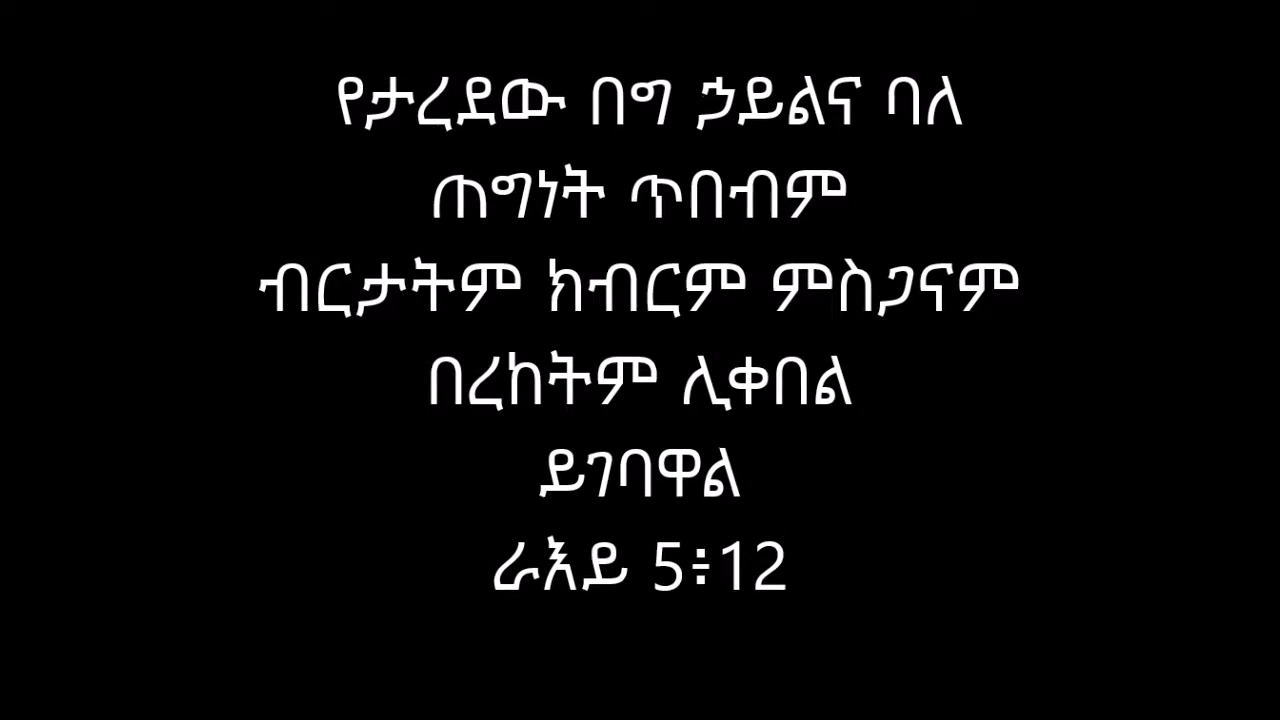 የታረደው በግ ኃይልና ባለ
ጠግነት ጥበብም
ብርታትም ክብርም ምስጋናም
በረከትም ሊቀበል
ይገባዋል
ራእይ 5፥12